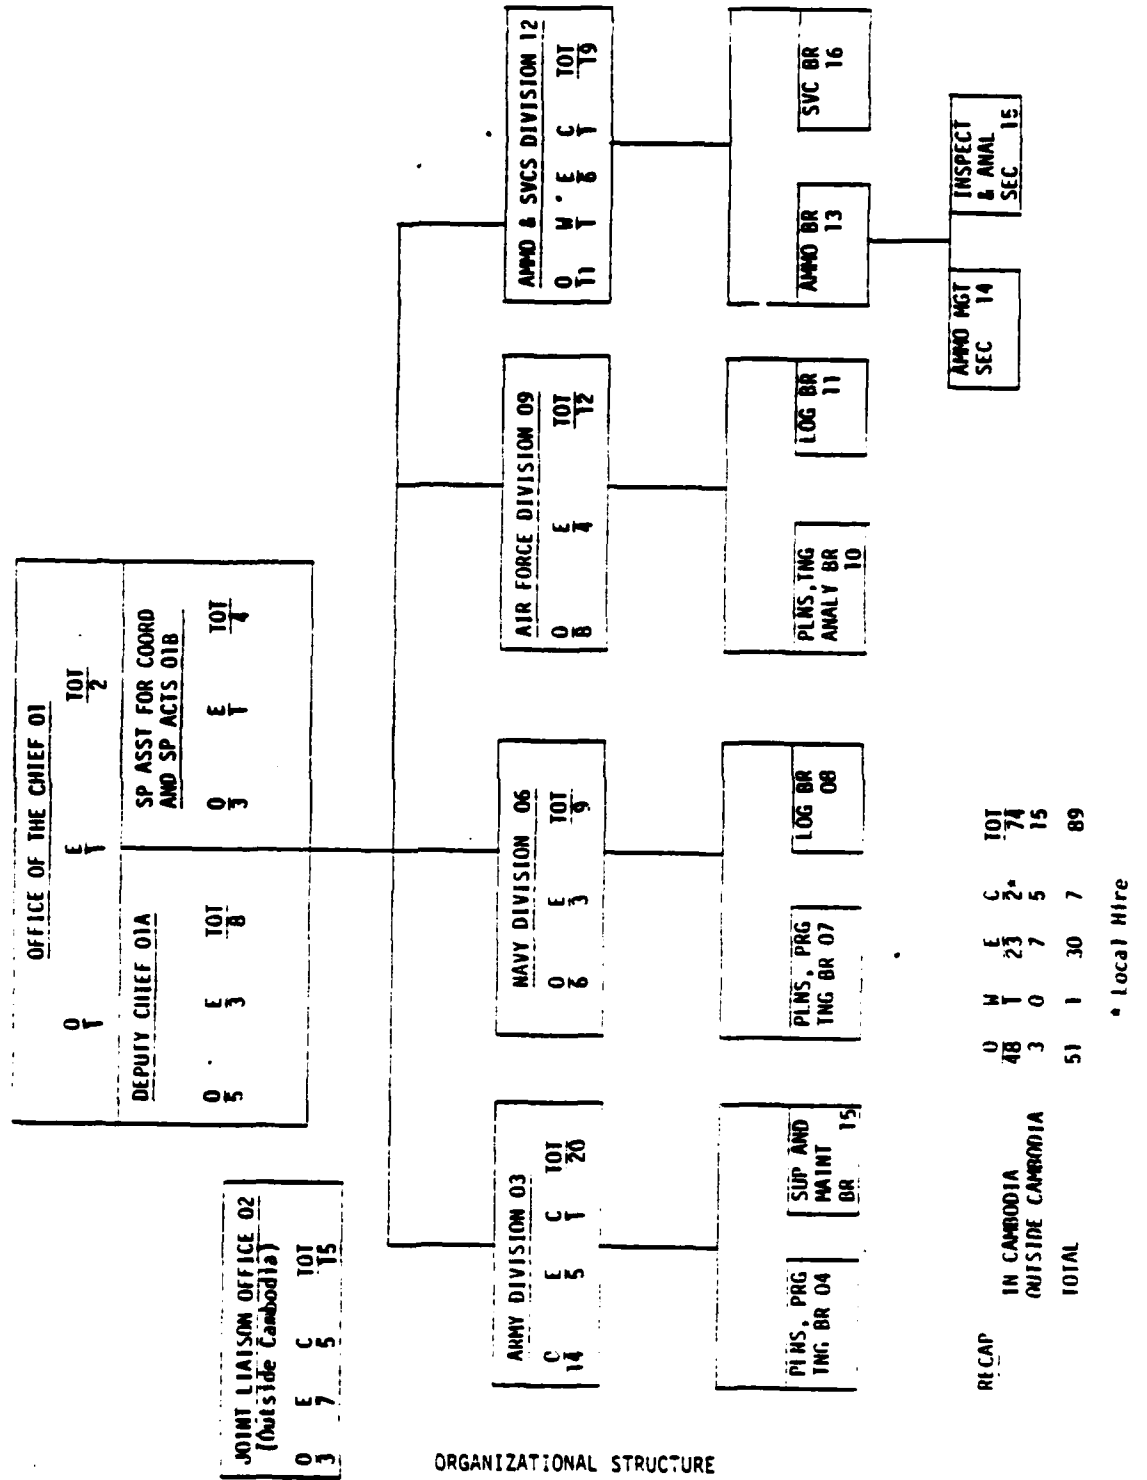 OFFICE OF THE CHIEF 01
O E TOT
1 1 2
DEPUTY CHIEF 01A
O E TOT
5 3 8
SP ASST FOR COORD
AND SP ACTS 01B
O E TOT
3 1 4
JOINT LIAISON OFFICE 02
(Outside Cambodia)
O E C TOT
3 7 5 15
ARMY DIVISION 03
O E C TOT
14 5 1 20
NAVY DIVISION 06
O E TOT
6 3 9
AIR FORCE DIVISION 09
O E TOT
8 4 12
AMMO & SVCS DIVISION 12
O W E C TOT
11 1 6 1 19
PLNS, PRG
TNG BR 04
SUP AND
MAINT
BR 15
PLNS, PRG
TNG BR 07
LOG BR
08
PLNS,TNG
ANALY BR
10
LOG BR
11
AMMO BR
13
SVC BR
16
AMMO MGT
SEC 14
INSPECT
& ANAL
SEC 15
RECAP
O W E C TOT
IN CAMBODIA 48 1 23 2* 74
OUTSIDE CAMBODIA 3 0 7 5 15
TOTAL 51 1 30 7 89
* Local Hire
ORGANIZATIONAL STRUCTURE